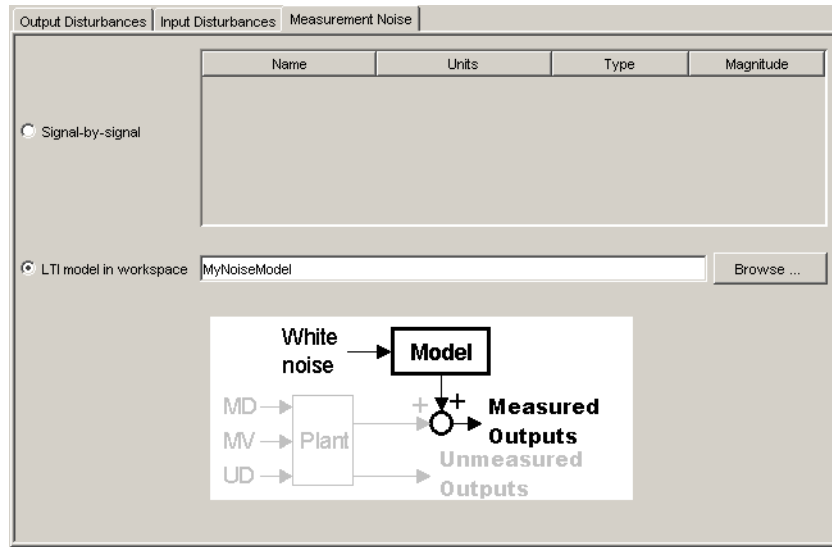 Output Disturbances Input Disturbances Measurement Noise
Name Units Type Magnitude
Signal-by-signal
LTI model in workspace MyNoiseModel Browse ...
White
noise
Model
MD
MV
UD
Plant
+ +
Measured
Outputs
Unmeasured
Outputs